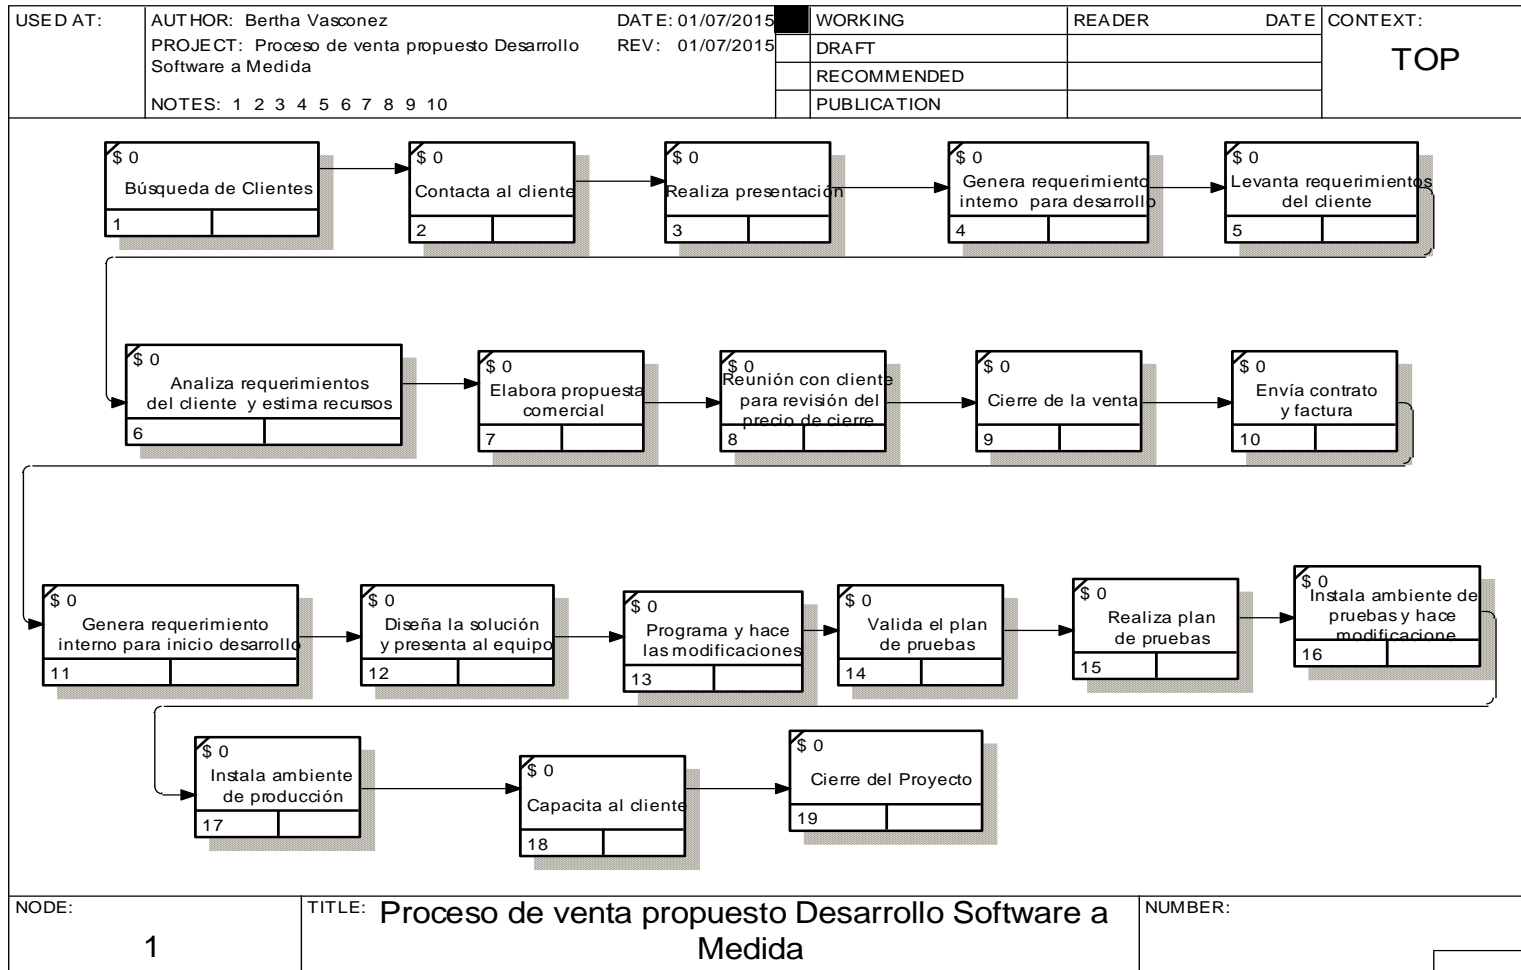 USED AT:
AUTHOR: Bertha Vasconez
DATE: 01/07/2015
WORKING
READER
DATE
CONTEXT:
PROJECT: Proceso de venta propuesto Desarrollo
Software a Medida
REV: 01/07/2015
DRAFT
TOP
RECOMMENDED
NOTES: 1 2 3 4 5 6 7 8 9 10
PUBLICATION
$ 0
Búsqueda de Clientes
1
$ 0
Contacta al cliente
2
$ 0
Realiza presentación
3
$ 0
Genera requerimiento
interno para desarrollo
4
$ 0
Levanta requerimientos
del cliente
5
$ 0
Analiza requerimientos
del cliente y estima recursos
6
$ 0
Elabora propuesta
comercial
7
$ 0
Reunión con cliente
para revisión del
precio de cierre
8
$ 0
Cierre de la venta
9
$ 0
Envía contrato
y factura
10
$ 0
Genera requerimiento
interno para inicio desarrollo
11
$ 0
Diseña la solución
y presenta al equipo
12
$ 0
Programa y hace
las modificaciones
13
$ 0
Valida el plan
de pruebas
14
$ 0
Realiza plan
de pruebas
15
$ 0
Instala ambiente de
pruebas y hace
modificacione
16
$ 0
Instala ambiente
de producción
17
$ 0
Capacita al cliente
18
$ 0
Cierre del Proyecto
19
NODE:
1
TITLE: Proceso de venta propuesto Desarrollo Software a
Medida
NUMBER: